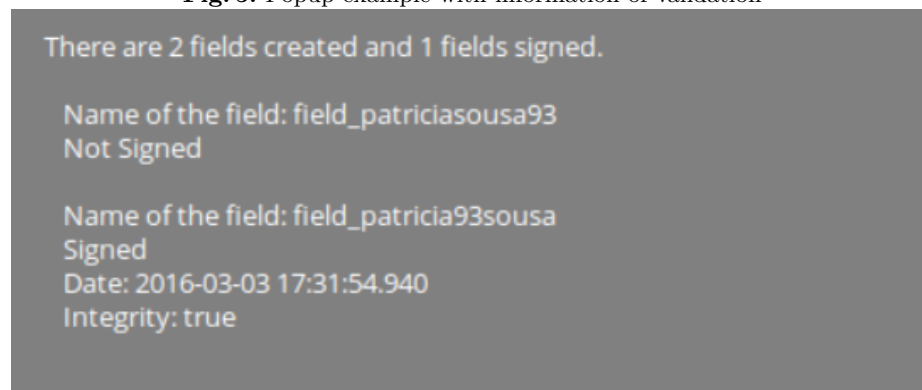 Fig. 3. Popup example with information of validation
There are 2 fields created and 1 fields signed.
Name of the field: field_patriciasousa93
Not Signed
Name of the field: field_patricia93sousa
Signed
Date: 2016-03-03 17:31:54.940
Integrity: true